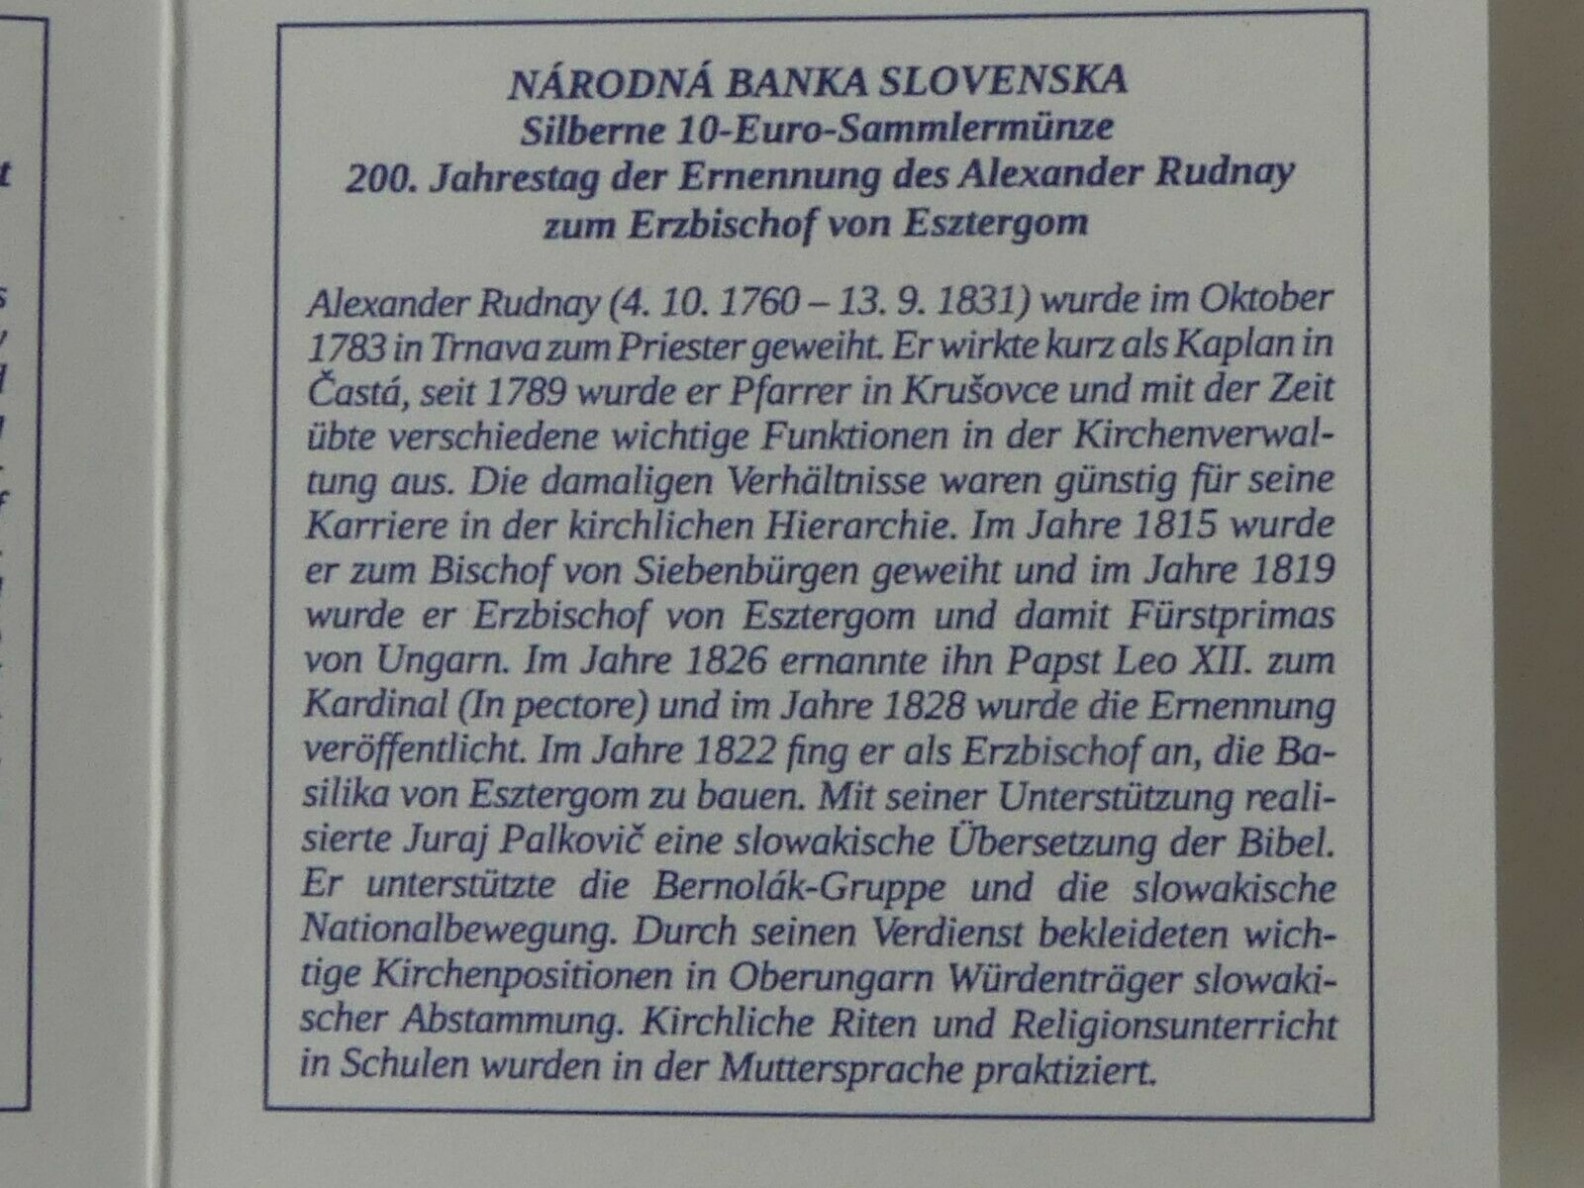 NÁRODNÁ BANKA SLOVENSKA
Silberne 10-Euro-Sammlermünze
200. Jahrestag der Ernennung des Alexander Rudnay
zum Erzbischof von Esztergom
Alexander Rudnay (4. 10. 1760 – 13. 9. 1831) wurde im Oktober
1783 in Trnava zum Priester geweiht. Er wirkte kurz als Kaplan in
Častá, seit 1789 wurde er Pfarrer in Krušovce und mit der Zeit
übte verschiedene wichtige Funktionen in der Kirchenverwal-
tung aus. Die damaligen Verhältnisse waren günstig für seine
Karriere in der kirchlichen Hierarchie. Im Jahre 1815 wurde
er zum Bischof von Siebenbürgen geweiht und im Jahre 1819
wurde er Erzbischof von Esztergom und damit Fürstprimas
von Ungarn. Im Jahre 1826 ernannte ihn Papst Leo XII. zum
Kardinal (In pectore) und im Jahre 1828 wurde die Ernennung
veröffentlicht. Im Jahre 1822 fing er als Erzbischof an, die Ba-
silika von Esztergom zu bauen. Mit seiner Unterstützung reali-
sierte Juraj Palkovič eine slowakische Übersetzung der Bibel.
Er unterstützte die Bernolák-Gruppe und die slowakische
Nationalbewegung. Durch seinen Verdienst bekleideten wich-
tige Kirchenpositionen in Oberungarn Würdenträger slowaki-
scher Abstammung. Kirchliche Riten und Religionsunterricht
in Schulen wurden in der Muttersprache praktiziert.